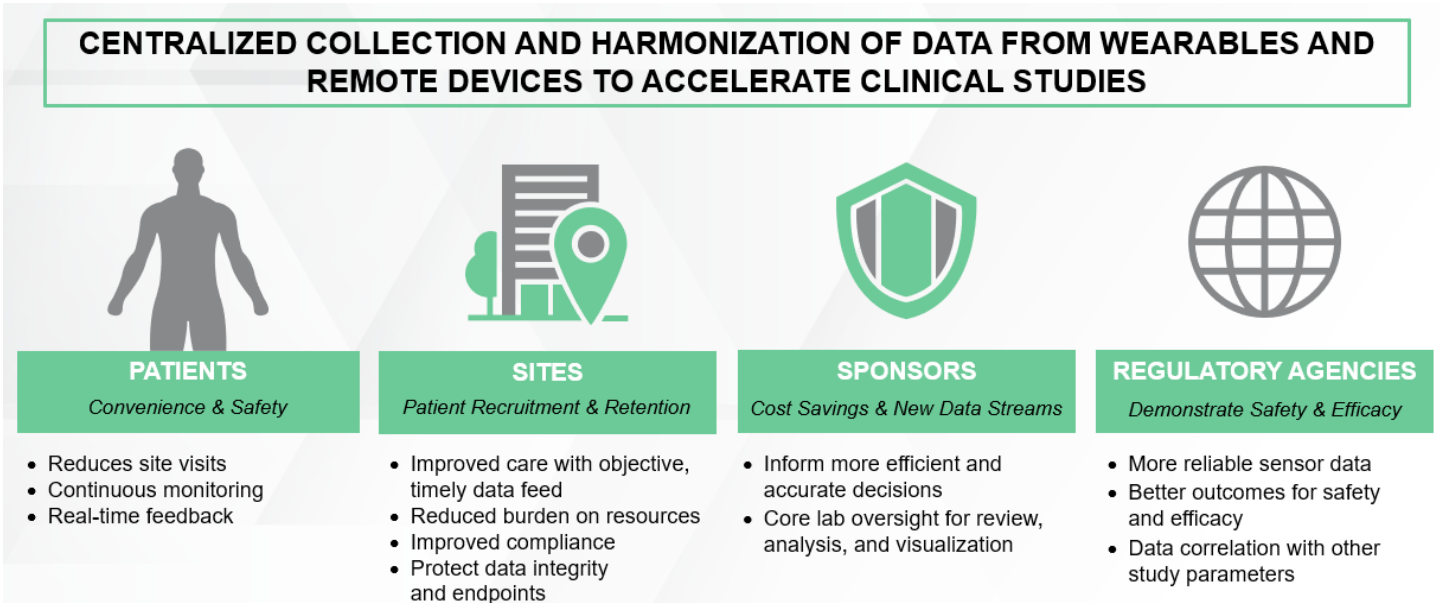 CENTRALIZED COLLECTION AND HARMONIZATION OF DATA FROM WEARABLES AND
REMOTE DEVICES TO ACCELERATE CLINICAL STUDIES
PATIENTS
Convenience & Safety
• Reduces site visits
• Continuous monitoring
• Real-time feedback
SITES
Patient Recruitment & Retention
• Improved care with objective,
timely data feed
• Reduced burden on resources
• Improved compliance
• Protect data integrity
and endpoints
SPONSORS
Cost Savings & New Data Streams
• Inform more efficient and
accurate decisions
• Core lab oversight for review,
analysis, and visualization
REGULATORY AGENCIES
Demonstrate Safety & Efficacy
• More reliable sensor data
• Better outcomes for safety
and efficacy
• Data correlation with other
study parameters